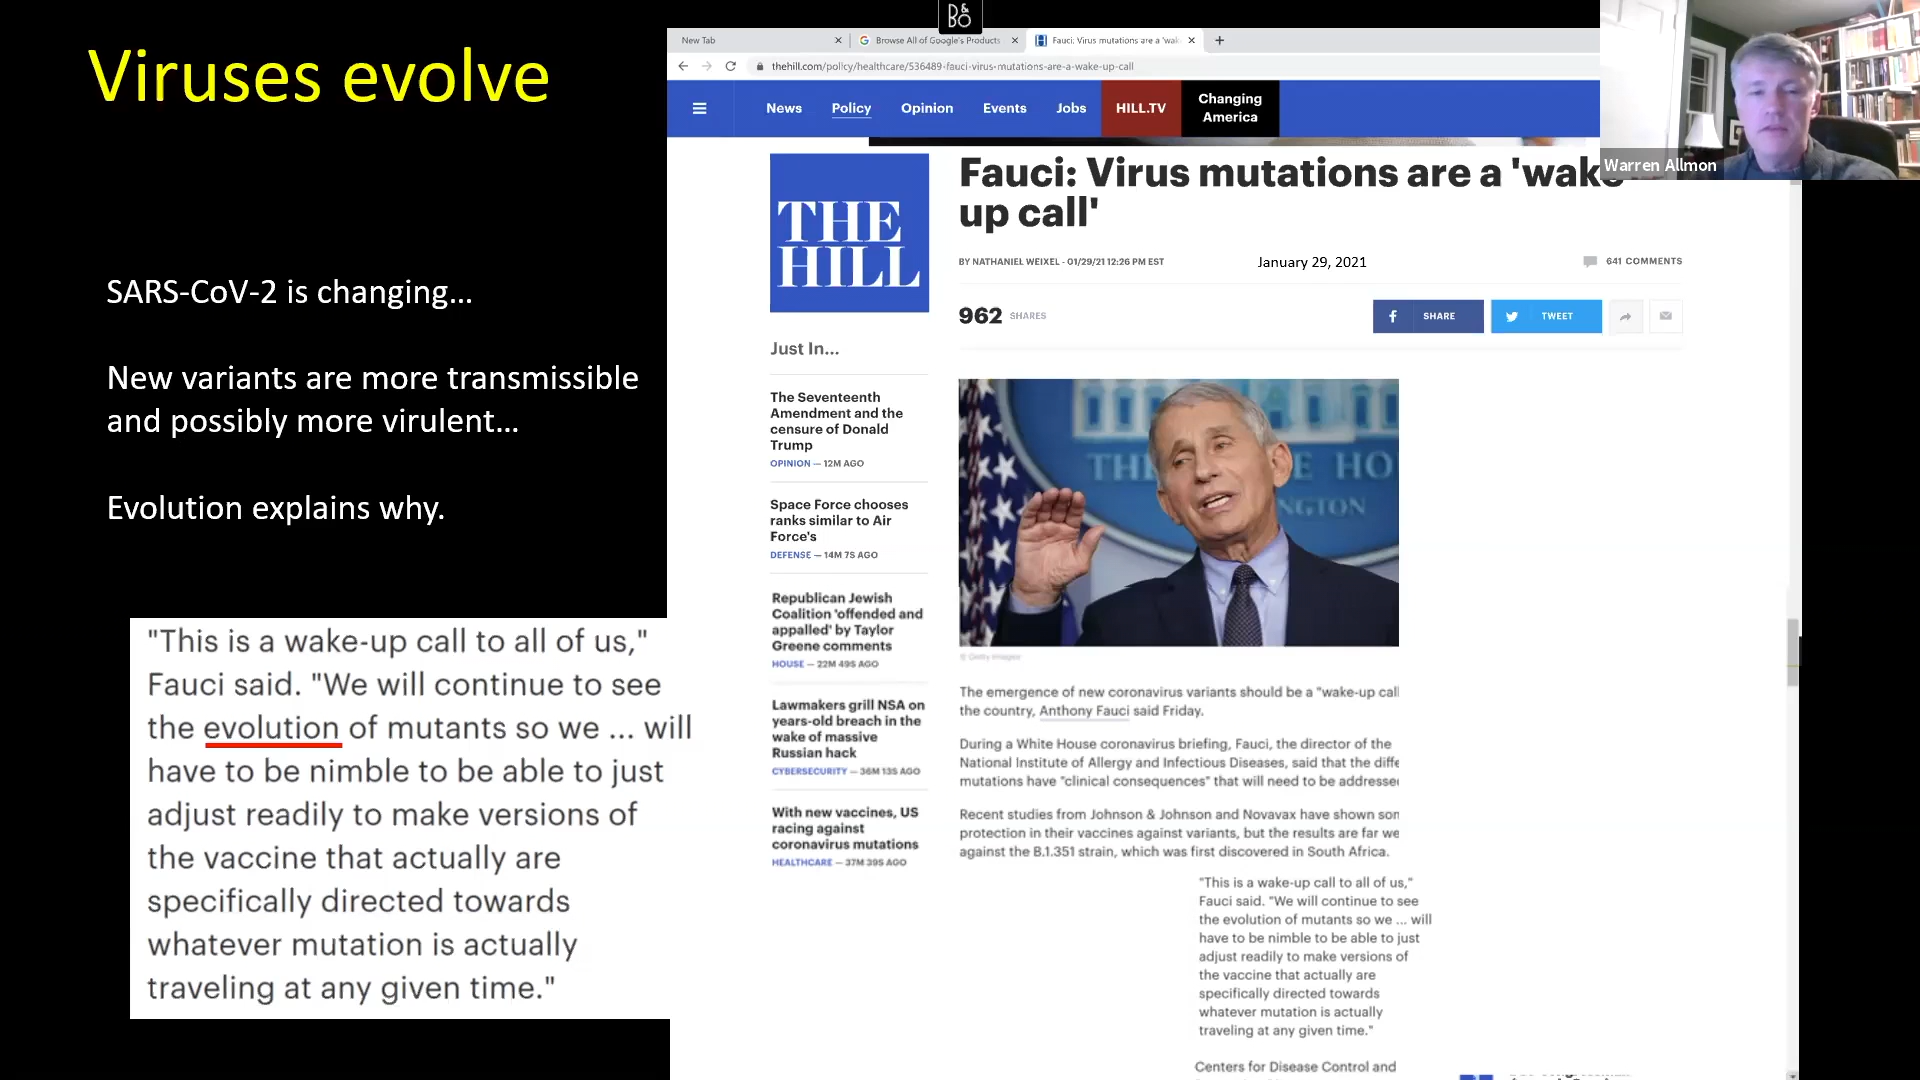 B&O
Viruses evolve
SARS-CoV-2 is changing...
New variants are more transmissible
and possibly more virulent...
Evolution explains why.
"This is a wake-up call to all of us,"
Fauci said. "We will continue to see
the evolution of mutants so we ... will
have to be nimble to be able to just
adjust readily to make versions of
the vaccine that actually are
specifically directed towards
whatever mutation is actually
traveling at any given time."
New Tab
Browse All of Google's Products
Fauci: Virus mutations are a 'wak
thehill.com/policy/healthcare/536489-fauci-virus-mutations-are-a-wake-up-call
News Policy Opinion Events Jobs HILL.TV
Changing
America
Warren Allmon
THE
HILL
Fauci: Virus mutations are a 'wake
up call'
BY NATHANIEL WEIXEL - 01/29/21 12:26 PM EST
January 29, 2021
641 COMMENTS
962 SHARES
SHARE
TWEET
Just In...
The Seventeenth
Amendment and the
censure of Donald
Trump
OPINION — 12M AGO
Space Force chooses
ranks similar to Air
Force's
DEFENSE — 14M 7S AGO
Republican Jewish
Coalition 'offended and
appalled' by Taylor
Greene comments
HOUSE — 22M 49S AGO
Lawmakers grill NSA on
years-old breach in the
wake of massive
Russian hack
CYBERSECURITY — 36M 13S AGO
With new vaccines, US
racing against
coronavirus mutations
HEALTHCARE — 37M 39S AGO
THE E HO
NGTON
© Getty Images
The emergence of new coronavirus variants should be a "wake-up call
the country, Anthony Fauci said Friday.
During a White House coronavirus briefing, Fauci, the director of the
National Institute of Allergy and Infectious Diseases, said that the diffe
mutations have "clinical consequences" that will need to be addressed
Recent studies from Johnson & Johnson and Novavax have shown som
protection in their vaccines against variants, but the results are far we
against the B.1.351 strain, which was first discovered in South Africa.
"This is a wake-up call to all of us,"
Fauci said. "We will continue to see
the evolution of mutants so we ... will
have to be nimble to be able to just
adjust readily to make versions of
the vaccine that actually are
specifically directed towards
whatever mutation is actually
traveling at any given time."
Centers for Disease Control and